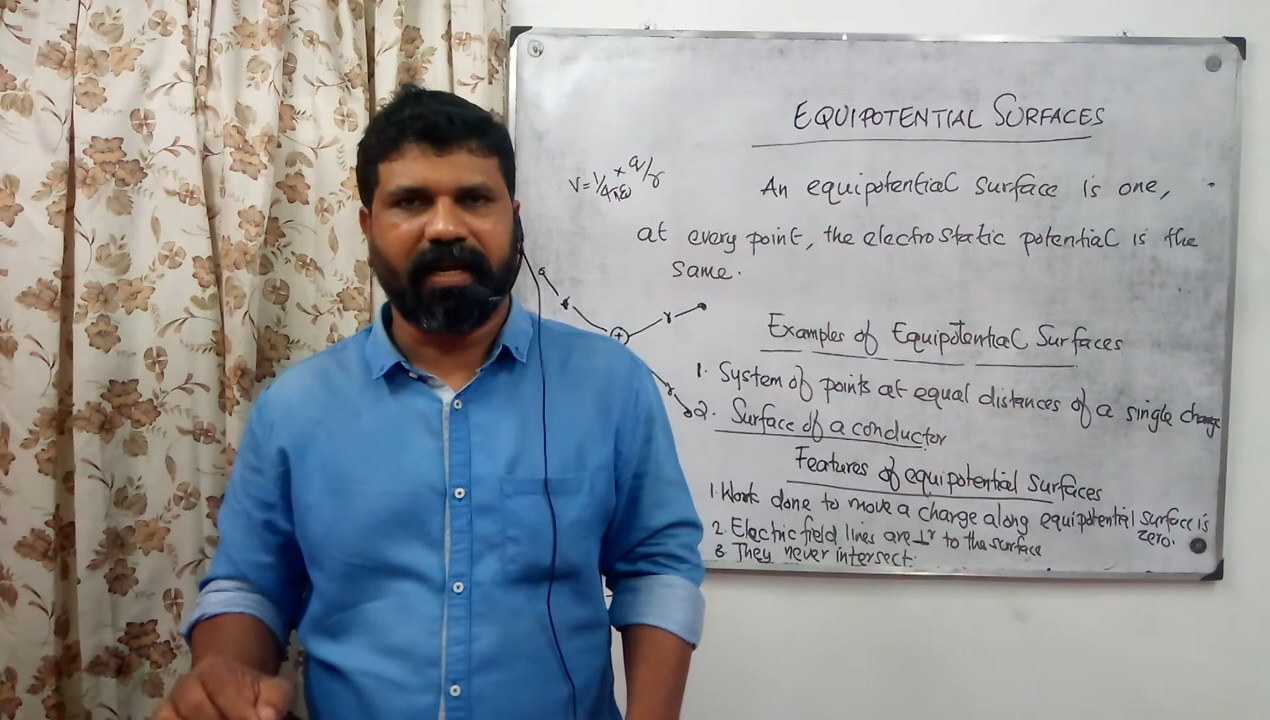 EQUIPOTENTIAL SURFACES
V = 1/4πε0 × q/r
An equipotential surface is one,
at every point, the electrostatic potential is the
same.
r
+
r
Examples of Equipotential Surfaces
1. System of points at equal distances of a single charge
2. Surface of a conductor
Features of equipotential Surfaces
1. Work done to move a charge along equipotential surface is
zero.
2. Electric field lines are ⊥r to the surface
3. They never intersect.